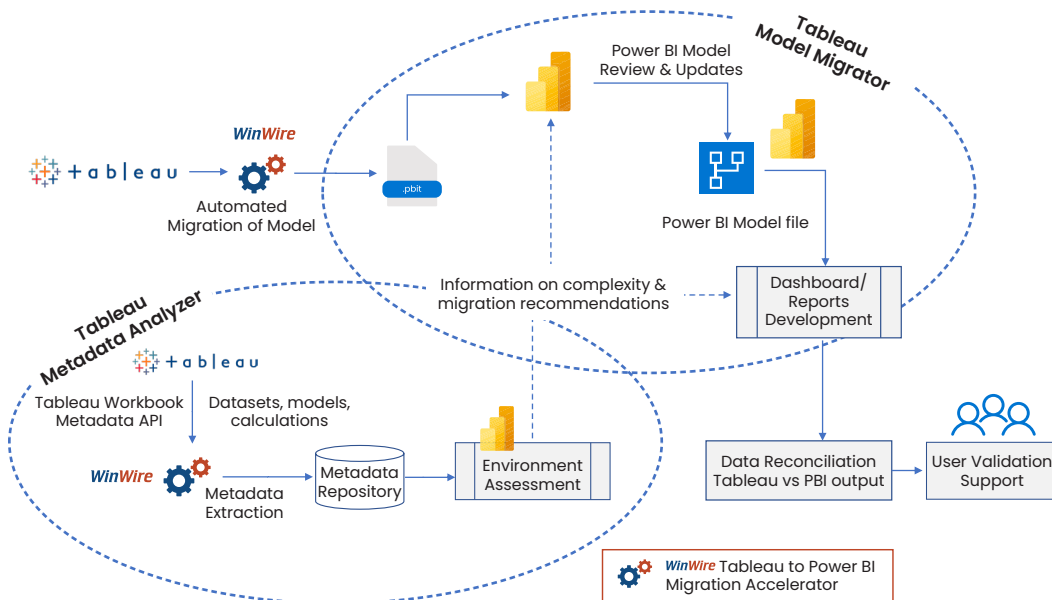 Tableau
Model Migrator
Power BI Model
Review & Updates
WinWire
+ableau
.pbit
Automated
Migration of Model
Power BI Model file
Information on complexity &
migration recommendations
Dashboard/
Reports
Development
Tableau
Metadata Analyzer
+ableau
Tableau Workbook
Metadata API
Datasets, models,
calculations
WinWire
Metadata
Extraction
Metadata
Repository
Environment
Assessment
Data Reconciliation
Tableau vs PBI output
User Validation
Support
WinWire Tableau to Power BI
Migration Accelerator